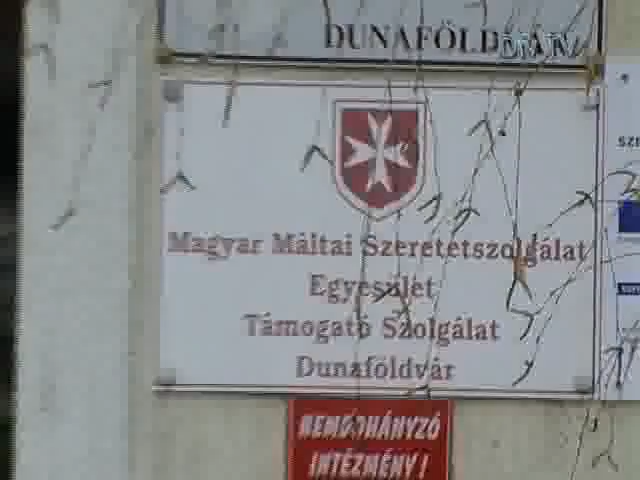 DUNAFÖLDVÁR
Magyar Máltai Szeretetszolgálat
Egyesület
Támogató Szolgálat
Dunaföldvár
NEMDOHÁNYZÓ
INTÉZMÉNY!